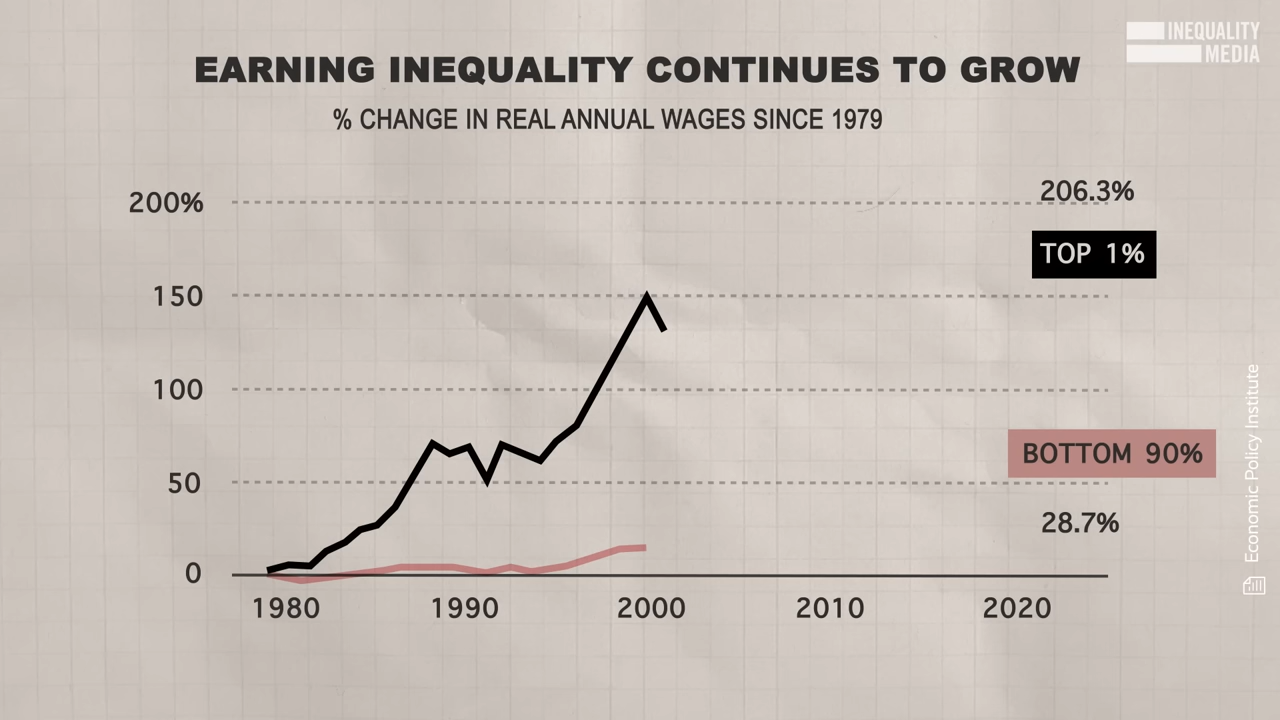 INEQUALITY
MEDIA
EARNING INEQUALITY CONTINUES TO GROW
% CHANGE IN REAL ANNUAL WAGES SINCE 1979
200%
206.3%
TOP 1%
150
100
BOTTOM 90%
50
28.7%
0
1980 1990 2000 2010 2020
Economic Policy Institute